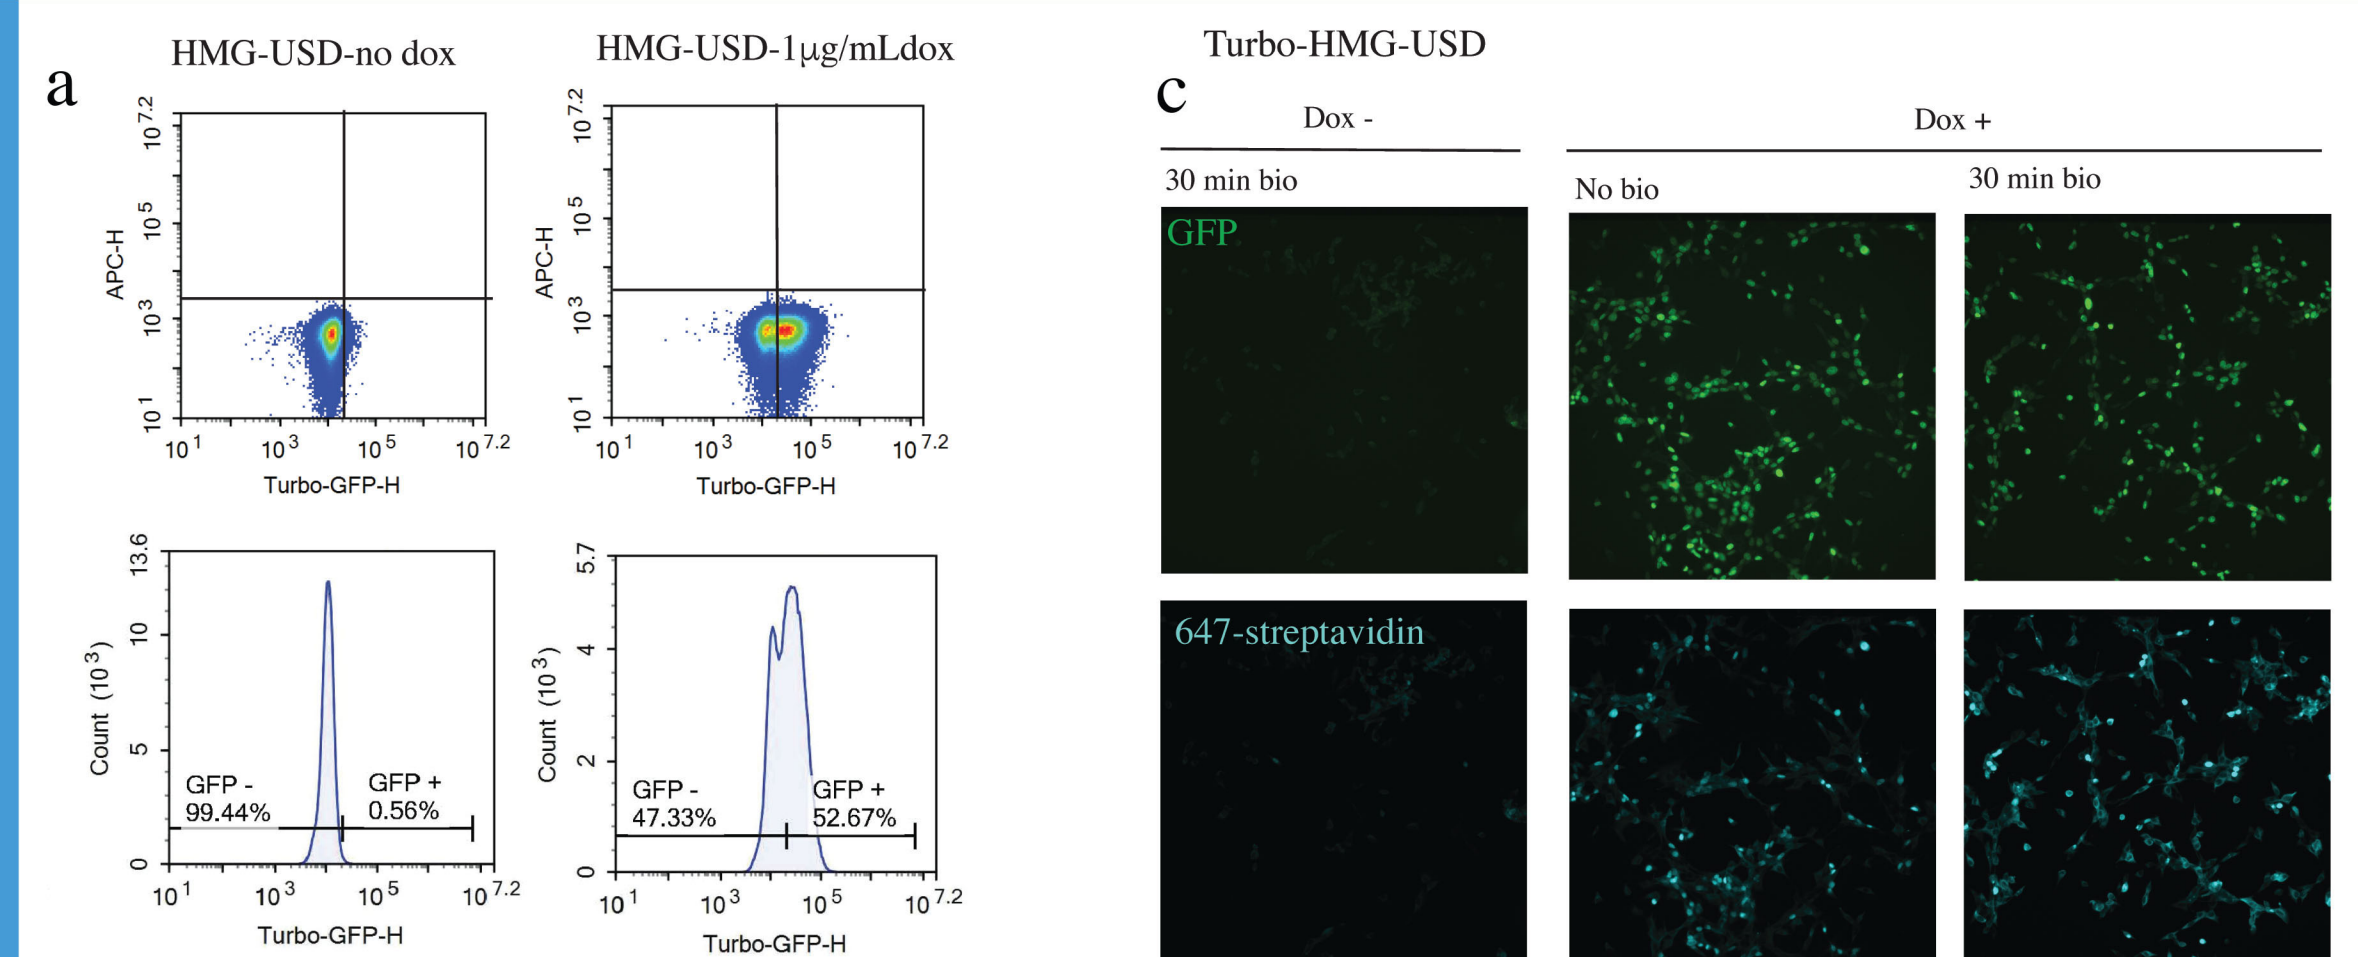 HMG-USD-no dox
HMG-USD-1µg/mLdox
a
APC-H
10 7.2
10 5
10 3
10 1
10 1
10 3
10 5
10 7.2
Turbo-GFP-H
APC-H
10 7.2
10 5
10 3
10 1
10 1
10 3
10 5
10 7.2
Turbo-GFP-H
Count (10 3)
13.6
10
5
0
GFP -
99.44%
GFP +
0.56%
10 1
10 3
10 5
10 7.2
Turbo-GFP-H
Count (10 3)
5.7
4
2
0
GFP -
47.33%
GFP +
52.67%
10 1
10 3
10 5
10 7.2
Turbo-GFP-H
Turbo-HMG-USD
c
Dox -
Dox +
30 min bio
No bio
30 min bio
GFP
647-streptavidin